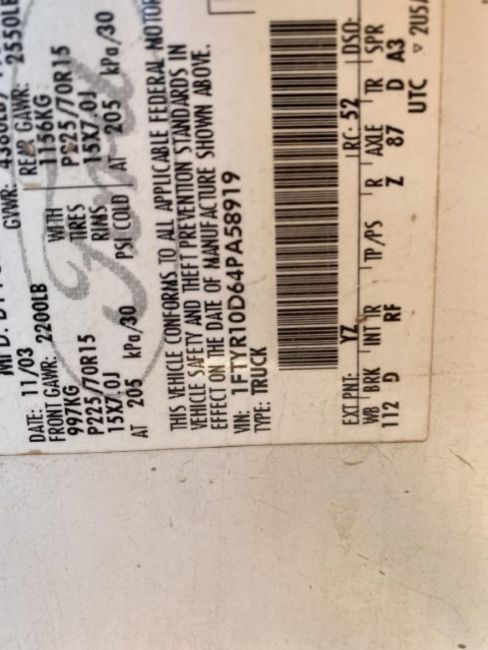 DATE: 11/03
GVWR:
FRONT GAWR: 2200LB
REAR GAWR: 2550LB
997KG WITH 1156KG
P225/70R15 TIRES P225/70R15
15X7.0J RIMS 15X7.0J
AT 205 kPa/30 PSI COLD AT 205 kPa/30
THIS VEHICLE CONFORMS TO ALL APPLICABLE FEDERAL MOTOR
VEHICLE SAFETY AND THEFT PREVENTION STANDARDS IN
EFFECT ON THE DATE OF MANUFACTURE SHOWN ABOVE.
VIN: 1FTYR10D64PA58919
TYPE: TRUCK
EXT PNT: YZ RC: 52 DSO:
WB BRK INT TR TP/PS R AXLE TR SPR
112 D RF Z 87 D A3
UTC